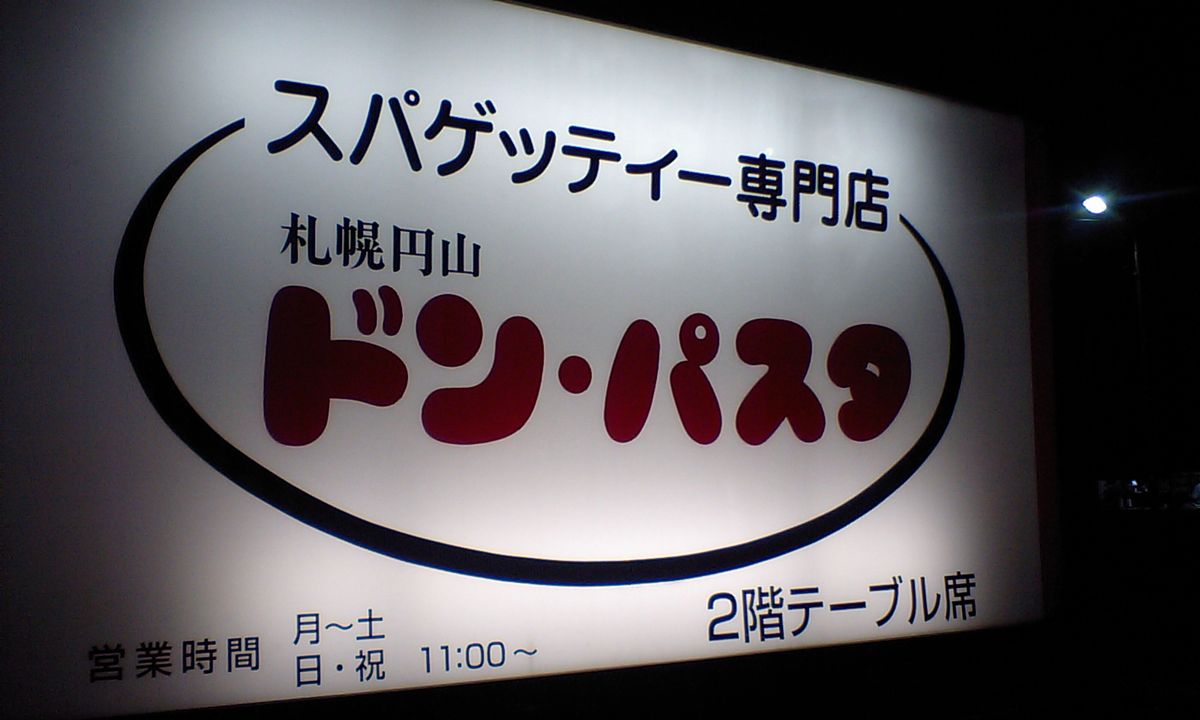 スパゲッティー専門店
札幌円山
ドン・パスタ
2階テーブル席
営業時間
月～土
日・祝
11:00～